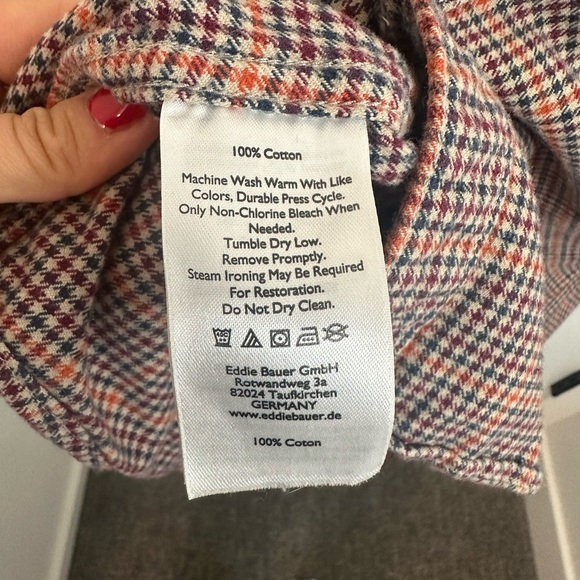 100% Cotton
Machine Wash Warm With Like
Colors, Durable Press Cycle.
Only Non-Chlorine Bleach When
Needed.
Tumble Dry Low.
Remove Promptly.
Steam Ironing May Be Required
For Restoration.
Do Not Dry Clean.
Eddie Bauer GmbH
Rotwandweg 3a
82024 Taufkirchen
GERMANY
www.eddiebauer.de
100% Coton